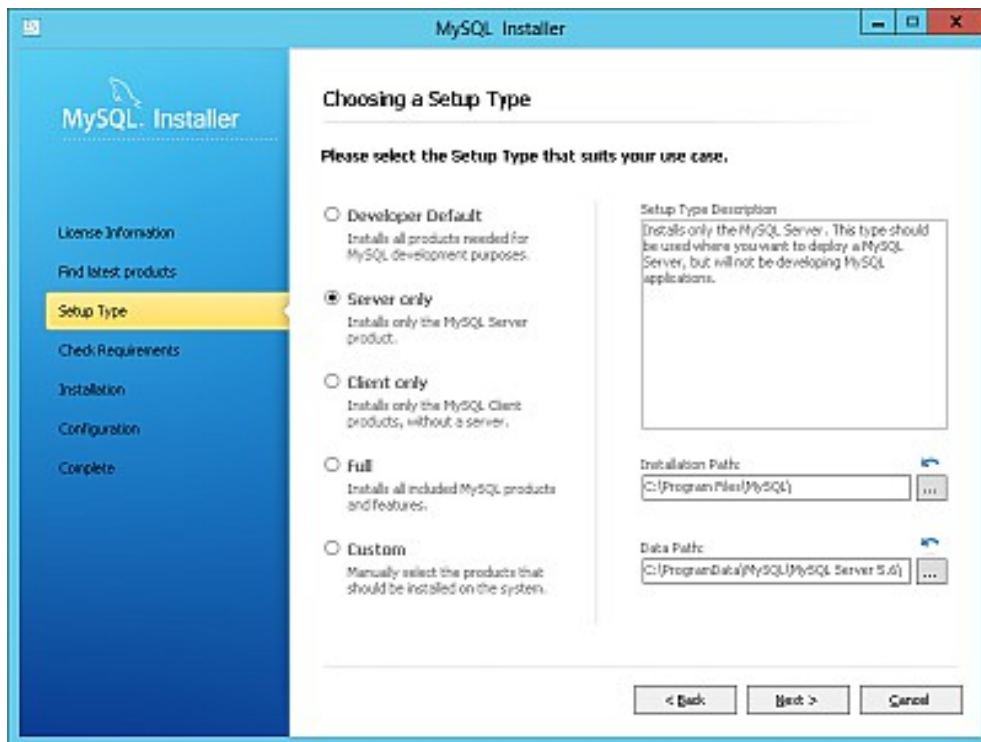 MySQL Installer
MySQL. Installer
License Information
Find latest products
Setup Type
Check Requirements
Installation
Configuration
Complete
Choosing a Setup Type
Please select the Setup Type that suits your use case.
Developer Default
Installs all products needed for
MySQL development purposes.
Server only
Installs only the MySQL Server
product.
Client only
Installs only the MySQL Client
products, without a server.
Full
Installs all included MySQL products
and features.
Custom
Manually select the products that
should be installed on the system.
Setup Type Description
Installs only the MySQL Server. This type should
be used where you want to deploy a MySQL
Server, but will not be developing MySQL
applications.
Installation Path:
C:\Program Files\MySQL\
...
Data Path:
C:\ProgramData\MySQL\MySQL Server 5.6\
...
< Back
Next >
Cancel